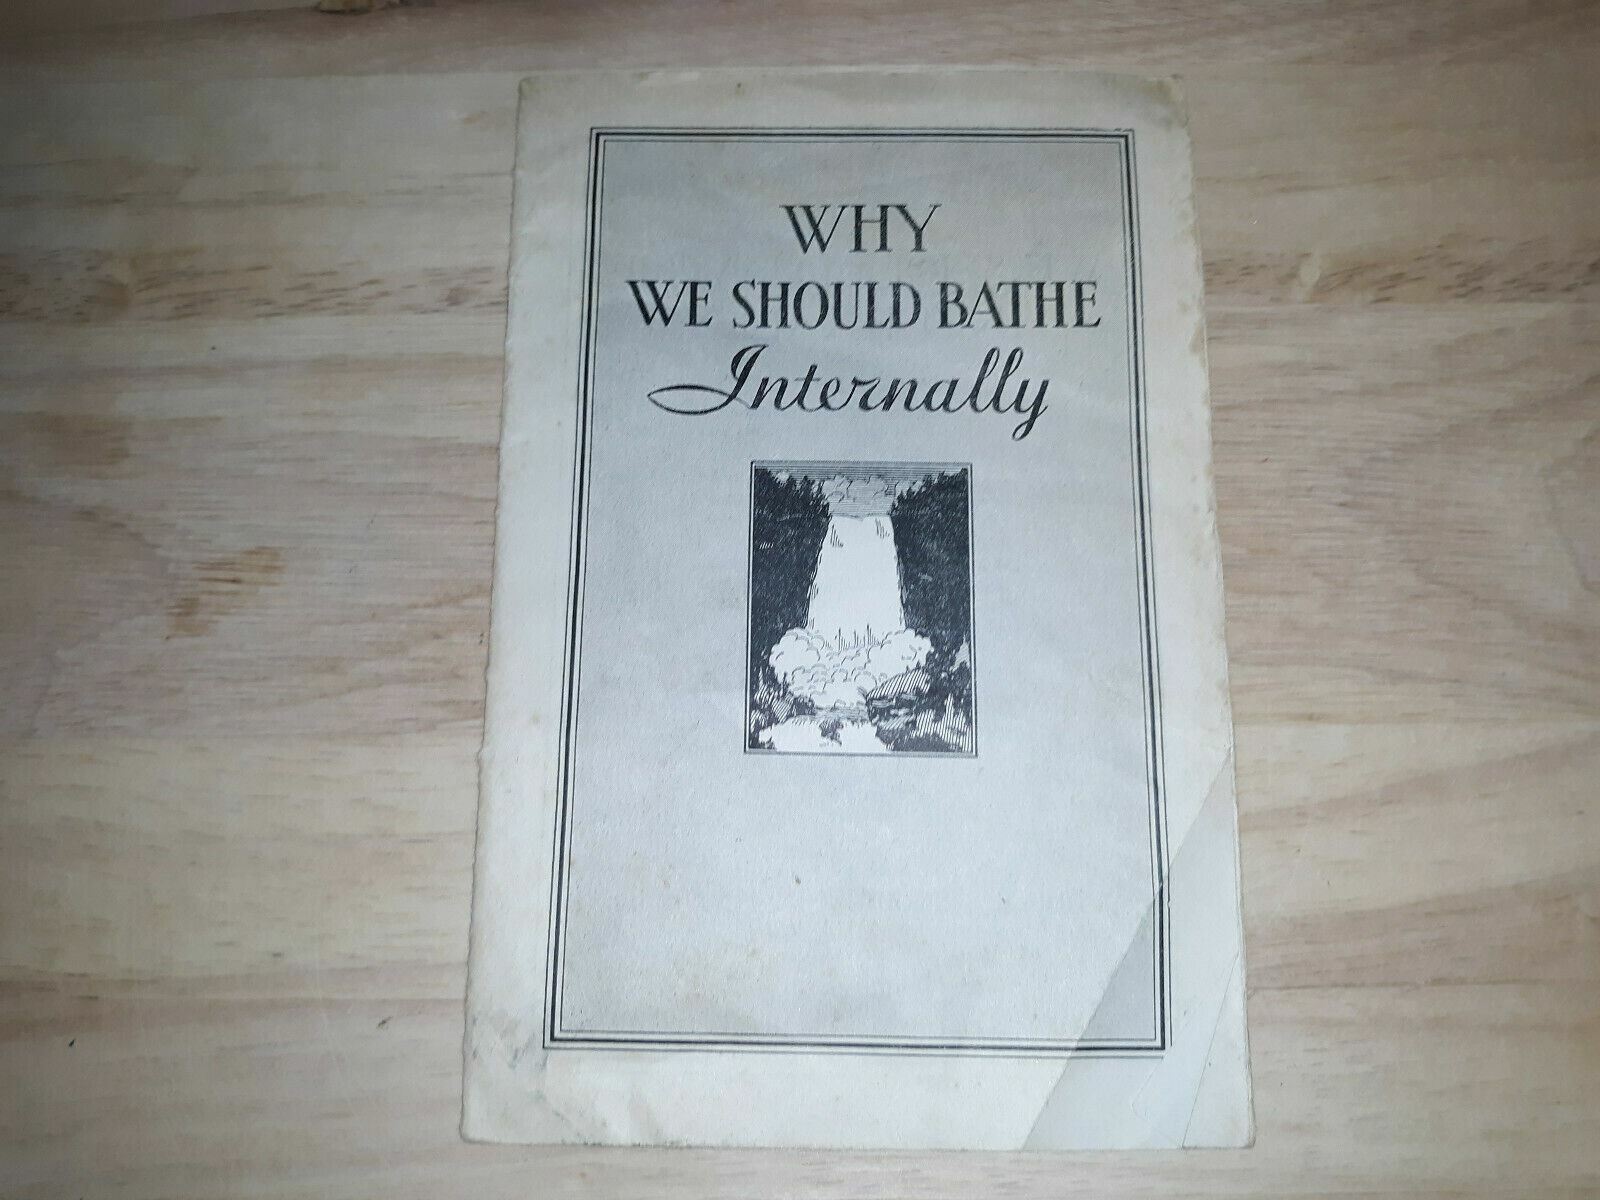 WHY
WE SHOULD BATHE
Internally